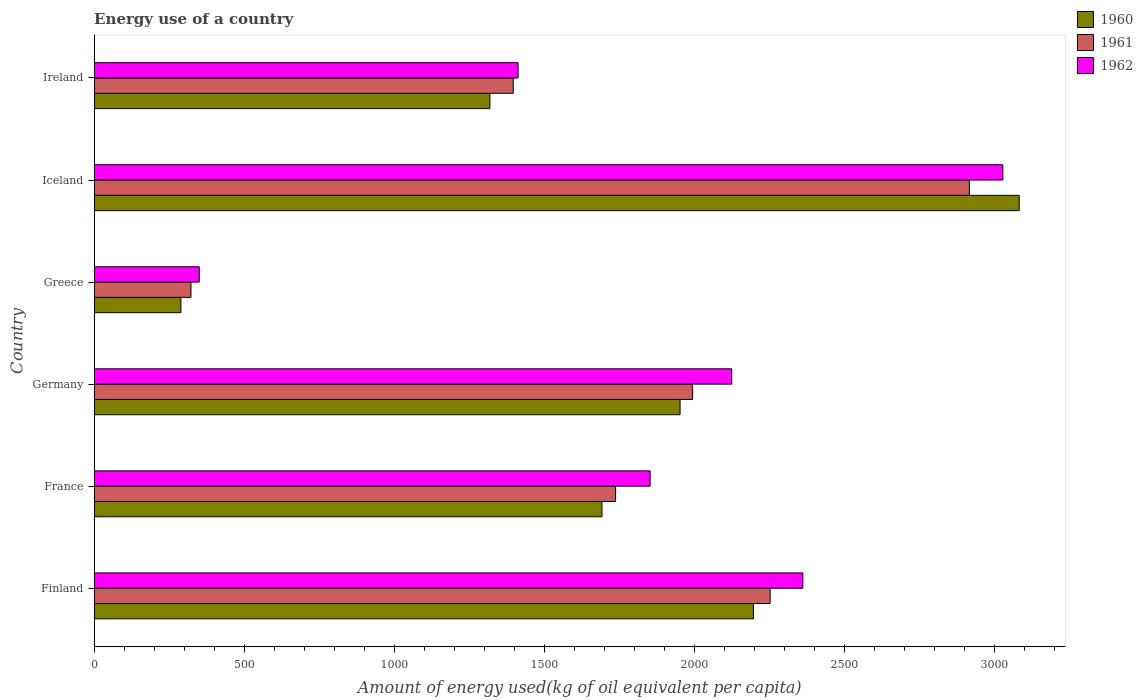 Energy use of a country
1960
1961
1962
Ireland
Iceland
Greece
Germany
France
Finland
Country
0
500
1000
1500
2000
2500
3000
Amount of energy used(kg of oil equivalent per capita)